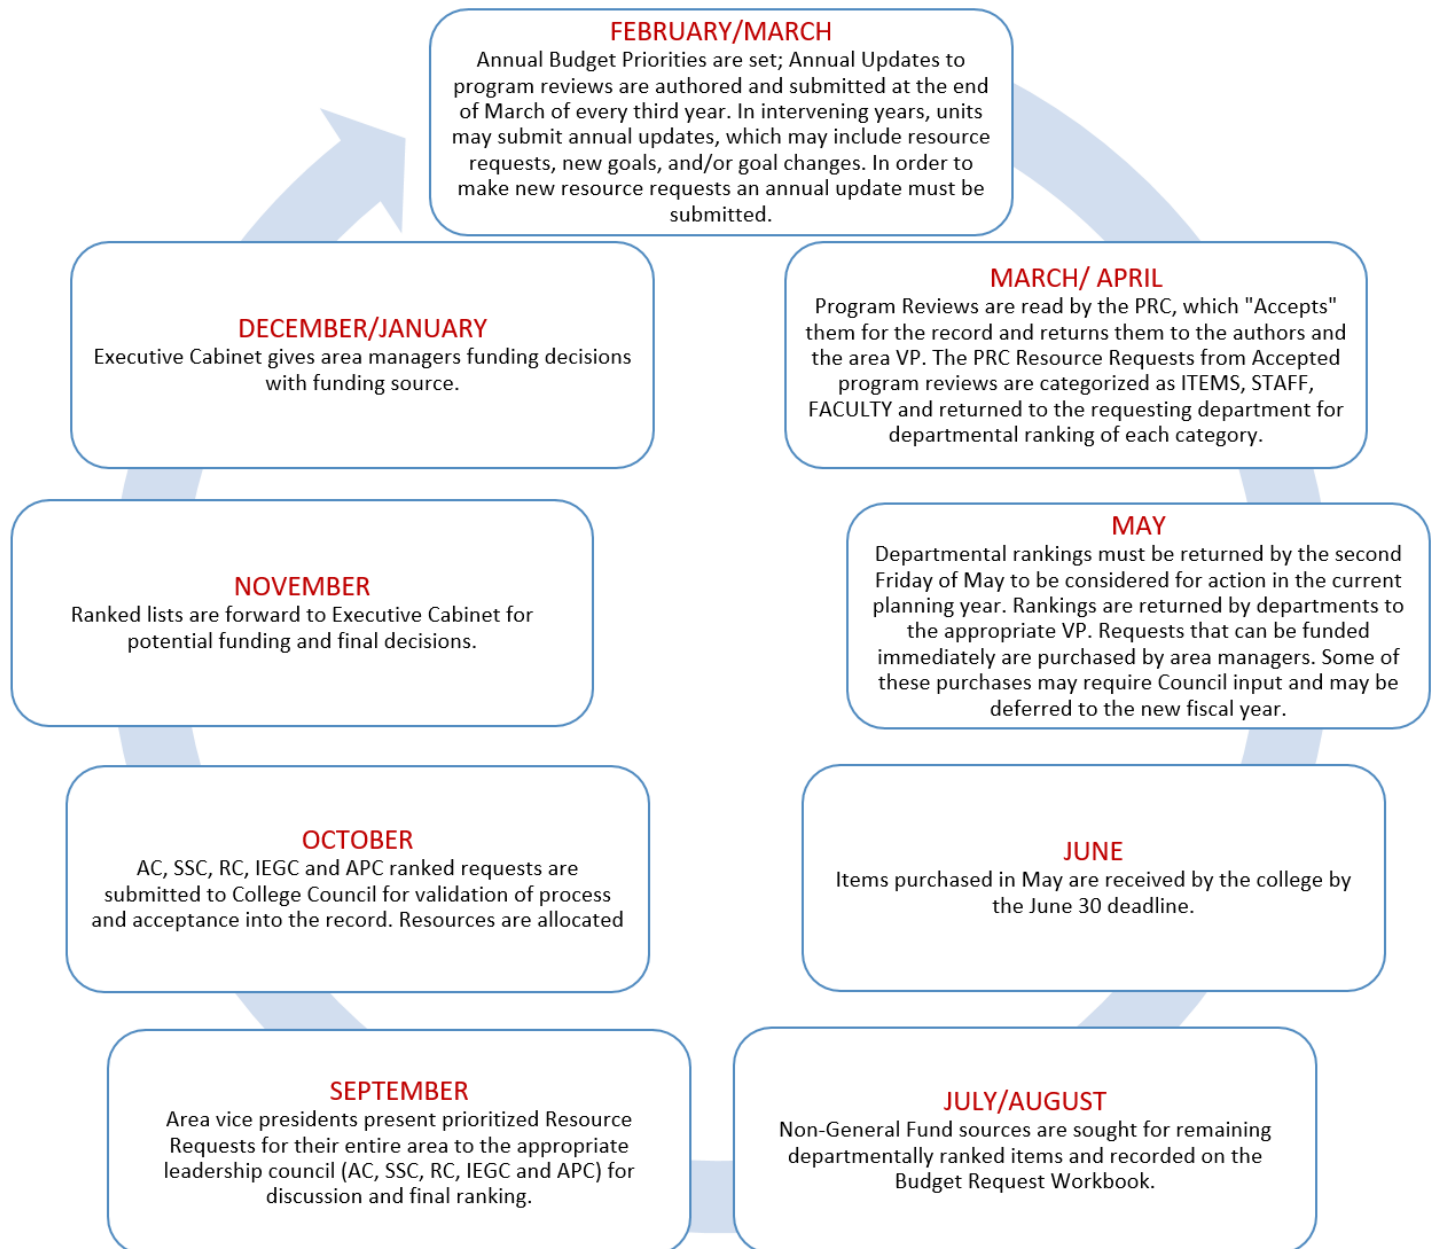 FEBRUARY/MARCH
Annual Budget Priorities are set; Annual Updates to
program reviews are authored and submitted at the end
of March of every third year. In intervening years, units
may submit annual updates, which may include resource
requests, new goals, and/or goal changes. In order to
make new resource requests an annual update must be
submitted.
MARCH/ APRIL
Program Reviews are read by the PRC, which "Accepts"
them for the record and returns them to the authors and
the area VP. The PRC Resource Requests from Accepted
program reviews are categorized as ITEMS, STAFF,
FACULTY and returned to the requesting department for
departmental ranking of each category.
MAY
Departmental rankings must be returned by the second
Friday of May to be considered for action in the current
planning year. Rankings are returned by departments to
the appropriate VP. Requests that can be funded
immediately are purchased by area managers. Some of
these purchases may require Council input and may be
deferred to the new fiscal year.
JUNE
Items purchased in May are received by the college by
the June 30 deadline.
JULY/AUGUST
Non-General Fund sources are sought for remaining
departmentally ranked items and recorded on the
Budget Request Workbook.
SEPTEMBER
Area vice presidents present prioritized Resource
Requests for their entire area to the appropriate
leadership council (AC, SSC, RC, IEGC and APC) for
discussion and final ranking.
OCTOBER
AC, SSC, RC, IEGC and APC ranked requests are
submitted to College Council for validation of process
and acceptance into the record. Resources are allocated
NOVEMBER
Ranked lists are forward to Executive Cabinet for
potential funding and final decisions.
DECEMBER/JANUARY
Executive Cabinet gives area managers funding decisions
with funding source.